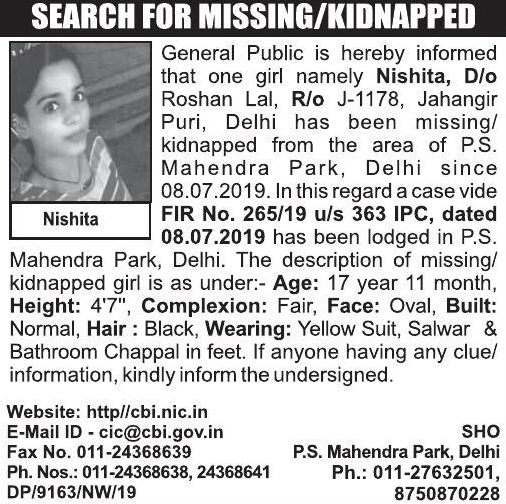 SEARCH FOR MISSING/KIDNAPPED
General Public is hereby informed
that one girl namely Nishita, D/o
Roshan Lal, R/o J-1178, Jahangir
Puri, Delhi has been missing/
kidnapped from the area of P.S.
Mahendra Park, Delhi since
08.07.2019. In this regard a case vide
FIR No. 265/19 u/s 363 IPC, dated
08.07.2019 has been lodged in P.S.
Nishita
Mahendra Park, Delhi. The description of missing/
kidnapped girl is as under:- Age: 17 year 11 month,
Height: 4'7", Complexion: Fair, Face: Oval, Built:
Normal, Hair : Black, Wearing: Yellow Suit, Salwar &
Bathroom Chappal in feet. If anyone having any clue/
information, kindly inform the undersigned.
Website: http//cbi.nic.in
E-Mail ID - cic@cbi.gov.in
Fax No. 011-24368639
Ph. Nos.: 011-24368638, 24368641
DP/9163/NW/19
SHO
P.S. Mahendra Park, Delhi
Ph.: 011-27632501,
8750870228